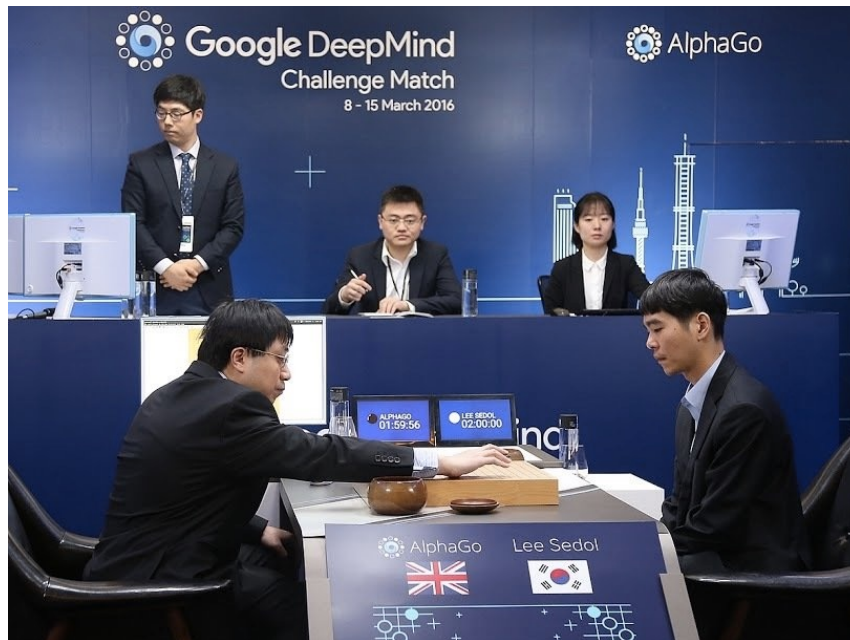 Google DeepMind
Challenge Match
8 - 15 March 2016
AlphaGo
ALPHAGO
01:59:56
LEE SEDOL
02:00:00
AlphaGo
Lee Sedol